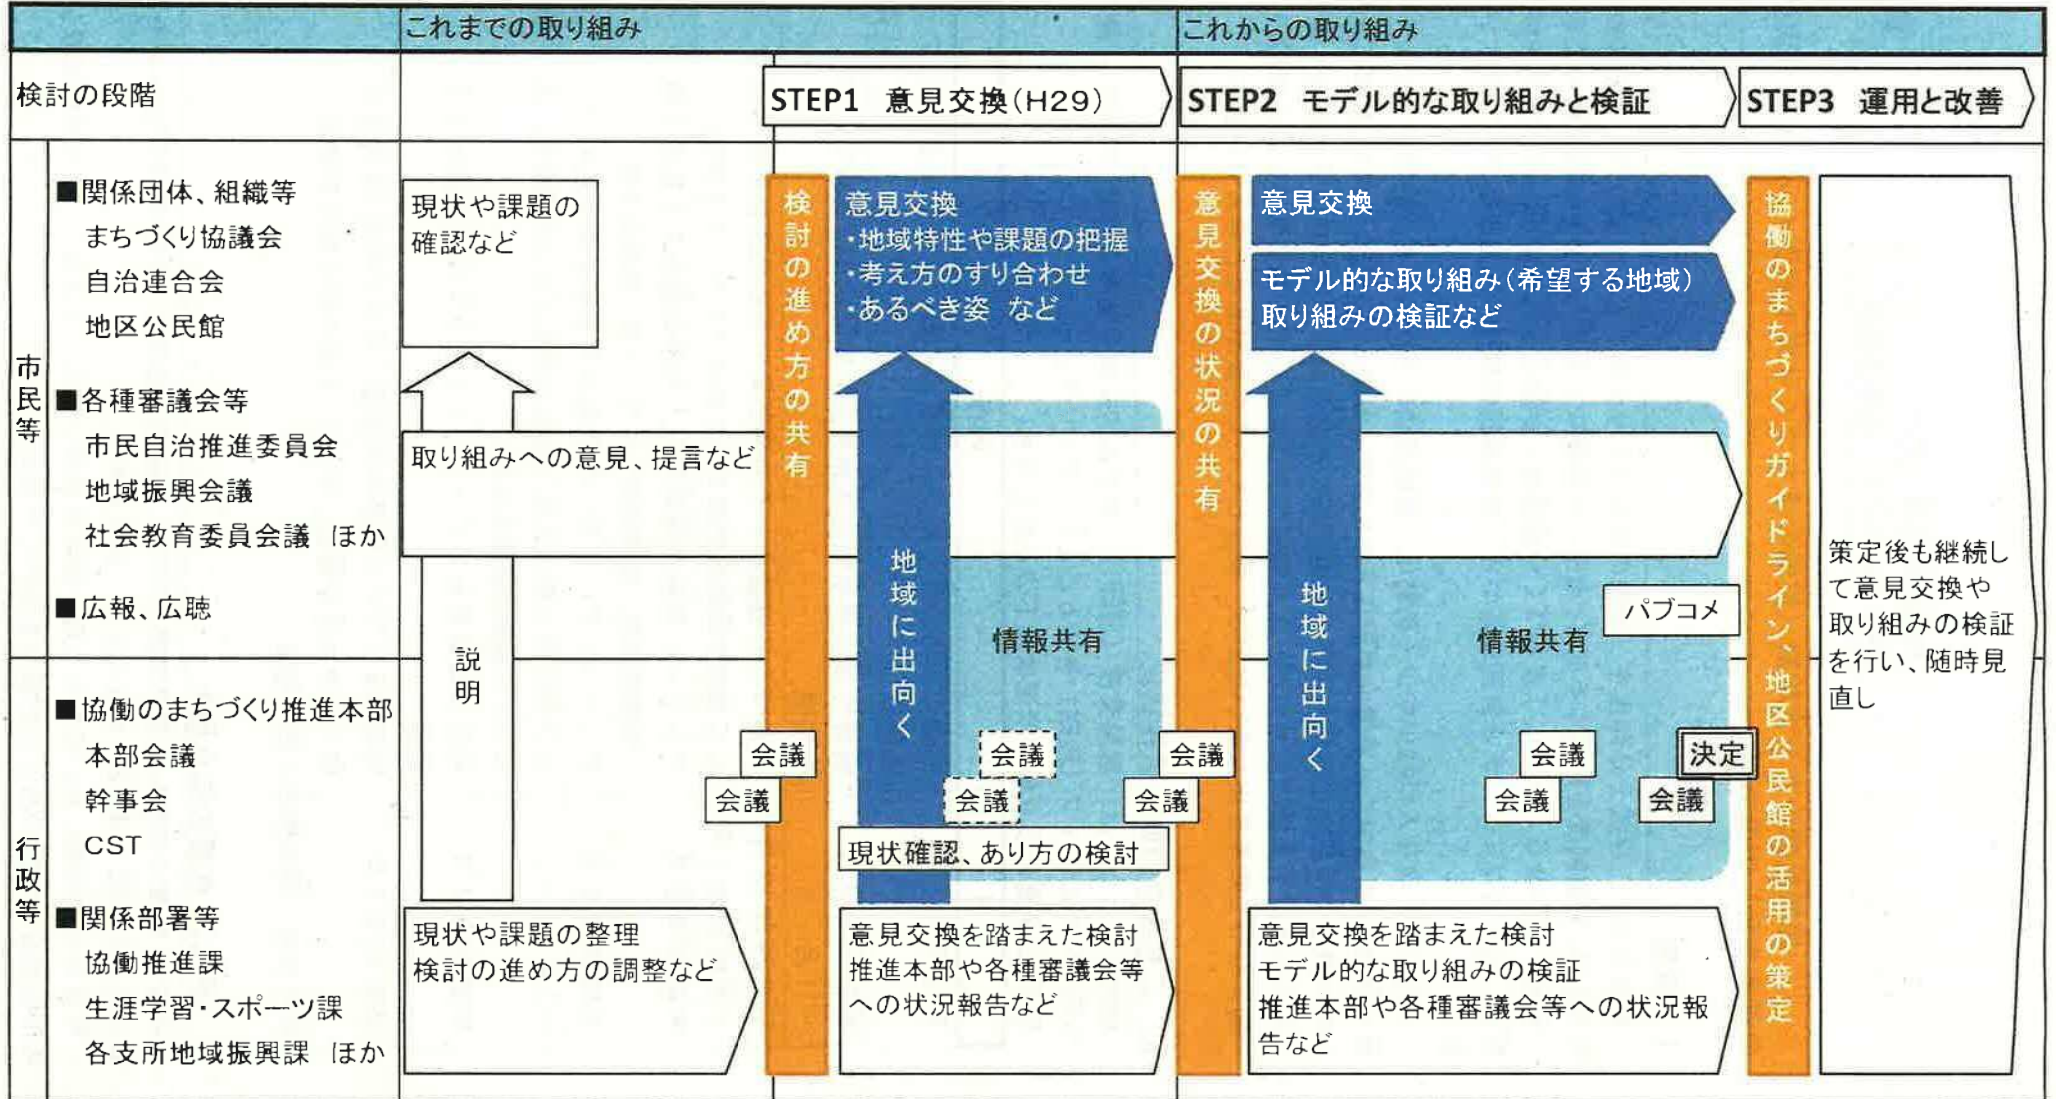 これまでの取り組み
これからの取り組み
検討の段階
STEP1 意見交換(H29)
STEP2 モデル的な取り組みと検証
STEP3 運用と改善
市民等
■関係団体、組織等
まちづくり協議会
自治連合会
地区公民館
■各種審議会等
市民自治推進委員会
地域振興会議
社会教育委員会議 ほか
■広報、広聴
行政等
■協働のまちづくり推進本部
本部会議
幹事会
CST
■関係部署等
協働推進課
生涯学習・スポーツ課
各支所地域振興課 ほか
現状や課題の
確認など
取り組みへの意見、提言など
説明
現状や課題の整理
検討の進め方の調整など
会議
会議
検討の進め方の共有
意見交換
・地域特性や課題の把握
・考え方のすり合わせ
・あるべき姿 など
地域に出向く
情報共有
会議
会議
現状確認、あり方の検討
意見交換を踏まえた検討
推進本部や各種審議会等
への状況報告など
会議
会議
意見交換の状況の共有
意見交換
モデル的な取り組み(希望する地域)
取り組みの検証など
地域に出向く
情報共有
パブコメ
会議
会議
決定
会議
意見交換を踏まえた検討
モデル的な取り組みの検証
推進本部や各種審議会等への状況報
告など
協働のまちづくりガイドライン、地区公民館の活用の策定
策定後も継続し
て意見交換や
取り組みの検証
を行い、随時見
直し